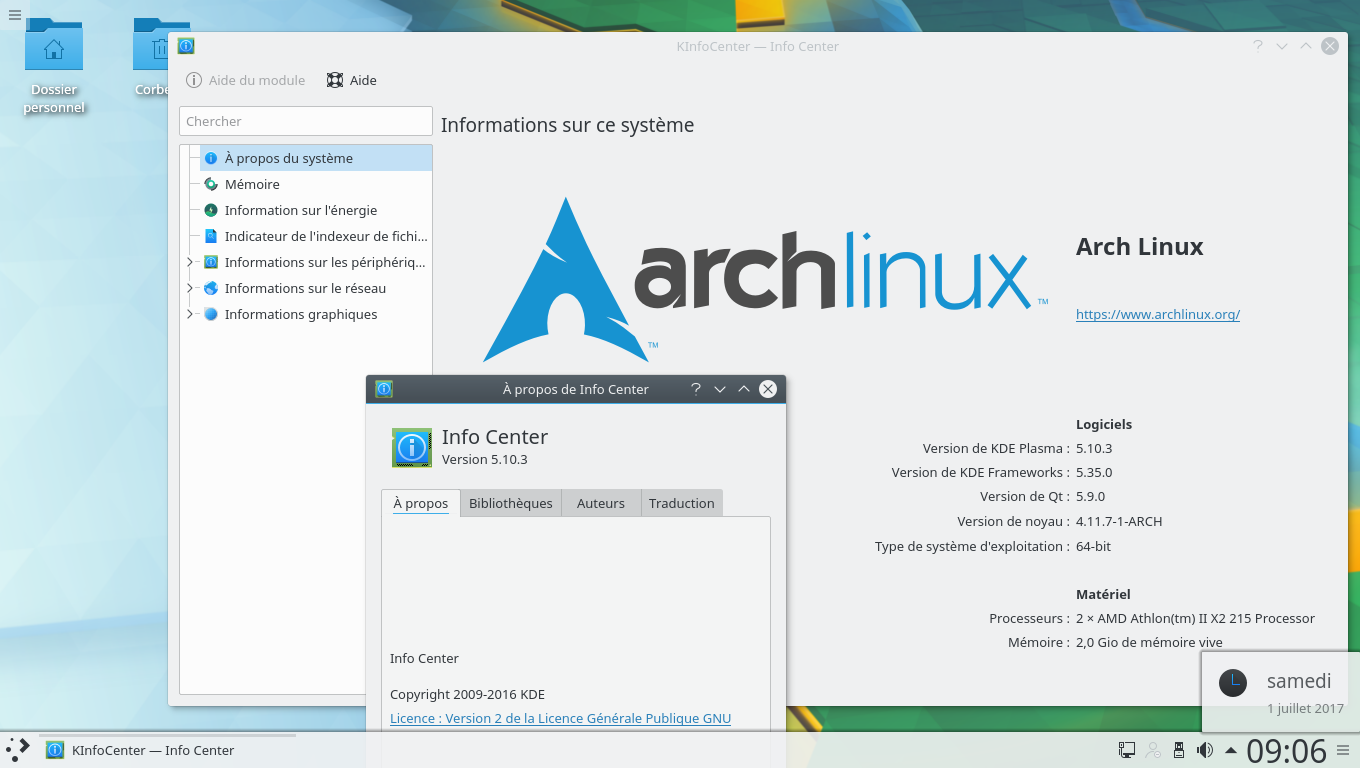 Dossier
personnel
Corbe
KInfoCenter — Info Center
Aide du module
Aide
Chercher
À propos du système
Mémoire
Information sur l'énergie
Indicateur de l'indexeur de fichi...
Informations sur les périphériq...
Informations sur le réseau
Informations graphiques
Informations sur ce système
archlinux ™
™
Arch Linux
https://www.archlinux.org/
Logiciels
Version de KDE Plasma : 5.10.3
Version de KDE Frameworks : 5.35.0
Version de Qt : 5.9.0
Version de noyau : 4.11.7-1-ARCH
Type de système d'exploitation : 64-bit
Matériel
Processeurs : 2 × AMD Athlon(tm) II X2 215 Processor
Mémoire : 2,0 Gio de mémoire vive
À propos de Info Center
Info Center
Version 5.10.3
À propos
Bibliothèques
Auteurs
Traduction
Info Center
Copyright 2009-2016 KDE
Licence : Version 2 de la Licence Générale Publique GNU
samedi
1 juillet 2017
KInfoCenter — Info Center
09:06